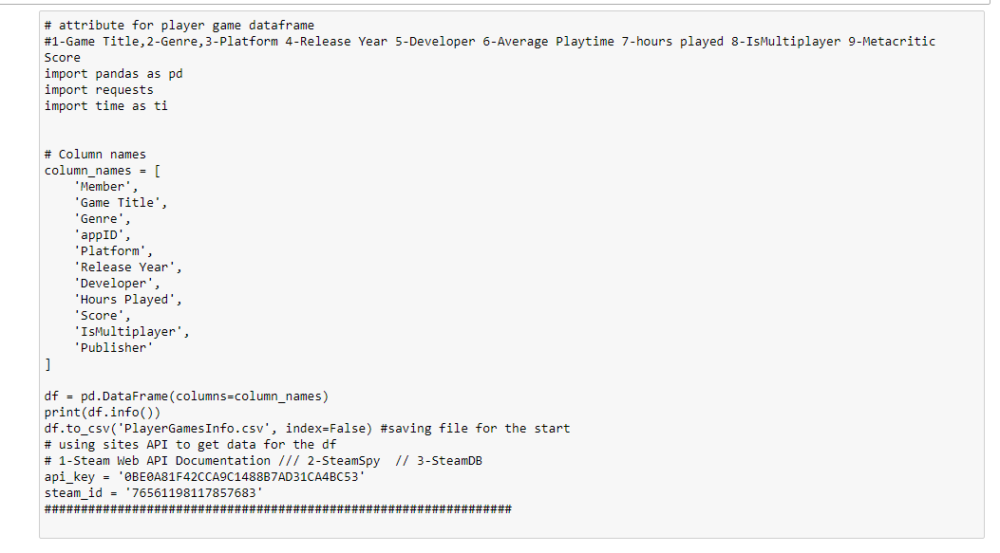 # attribute for player game dataframe
#1-Game Title,2-Genre,3-Platform 4-Release Year 5-Developer 6-Average Playtime 7-hours played 8-IsMultiplayer 9-Metacritic
Score
import pandas as pd
import requests
import time as ti
# Column names
column_names = [
    'Member',
    'Game Title',
    'Genre',
    'appID',
    'Platform',
    'Release Year',
    'Developer',
    'Hours Played',
    'Score',
    'IsMultiplayer',
    'Publisher'
]
df = pd.DataFrame(columns=column_names)
print(df.info())
df.to_csv('PlayerGamesInfo.csv', index=False) #saving file for the start
# using sites API to get data for the df
# 1-Steam Web API Documentation /// 2-SteamSpy  // 3-SteamDB
api_key = '0BE0A81F42CCA9C1488B7AD31CA4BC53'
steam_id = '76561198117857683'
################################################################